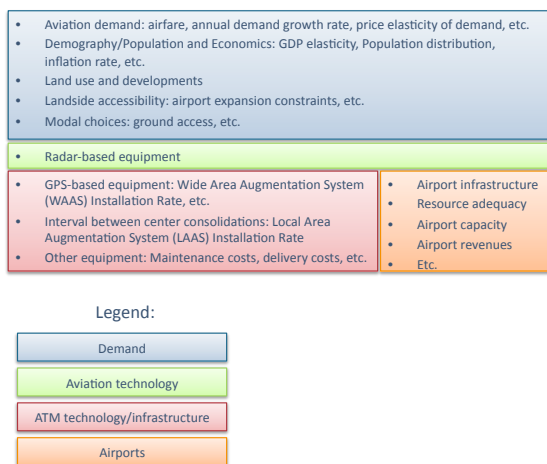 • Aviation demand: airfare, annual demand growth rate, price elasticity of demand, etc.
• Demography/Population and Economics: GDP elasticity, Population distribution,
inflation rate, etc.
• Land use and developments
• Landside accessibility: airport expansion constraints, etc.
• Modal choices: ground access, etc.
• Radar-based equipment
• GPS-based equipment: Wide Area Augmentation System
(WAAS) Installation Rate, etc.
• Interval between center consolidations: Local Area
Augmentation System (LAAS) Installation Rate
• Other equipment: Maintenance costs, delivery costs, etc.
• Airport infrastructure
• Resource adequacy
• Airport capacity
• Airport revenues
• Etc.
Legend:
Demand
Aviation technology
ATM technology/infrastructure
Airports